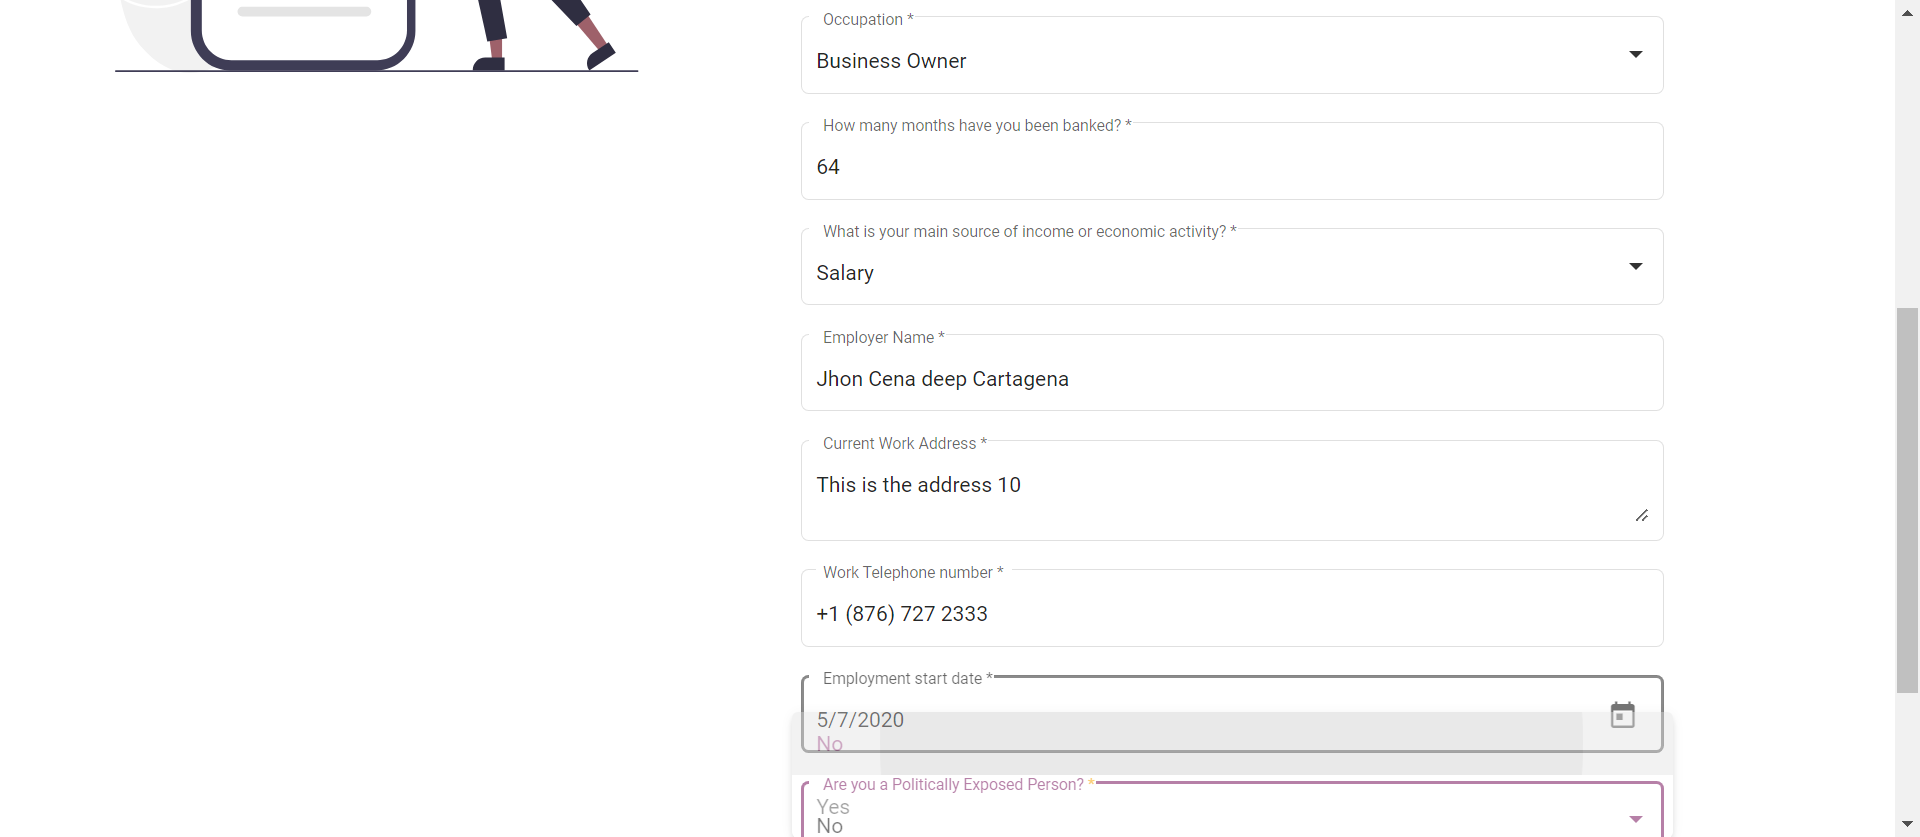 Occupation *
Business Owner
How many months have you been banked? *
64
What is your main source of income or economic activity? *
Salary
Employer Name *
Jhon Cena deep Cartagena
Current Work Address *
This is the address 10
Work Telephone number *
+1 (876) 727 2333
Employment start date *
5/7/2020
No
Are you a Politically Exposed Person? *
Yes
No